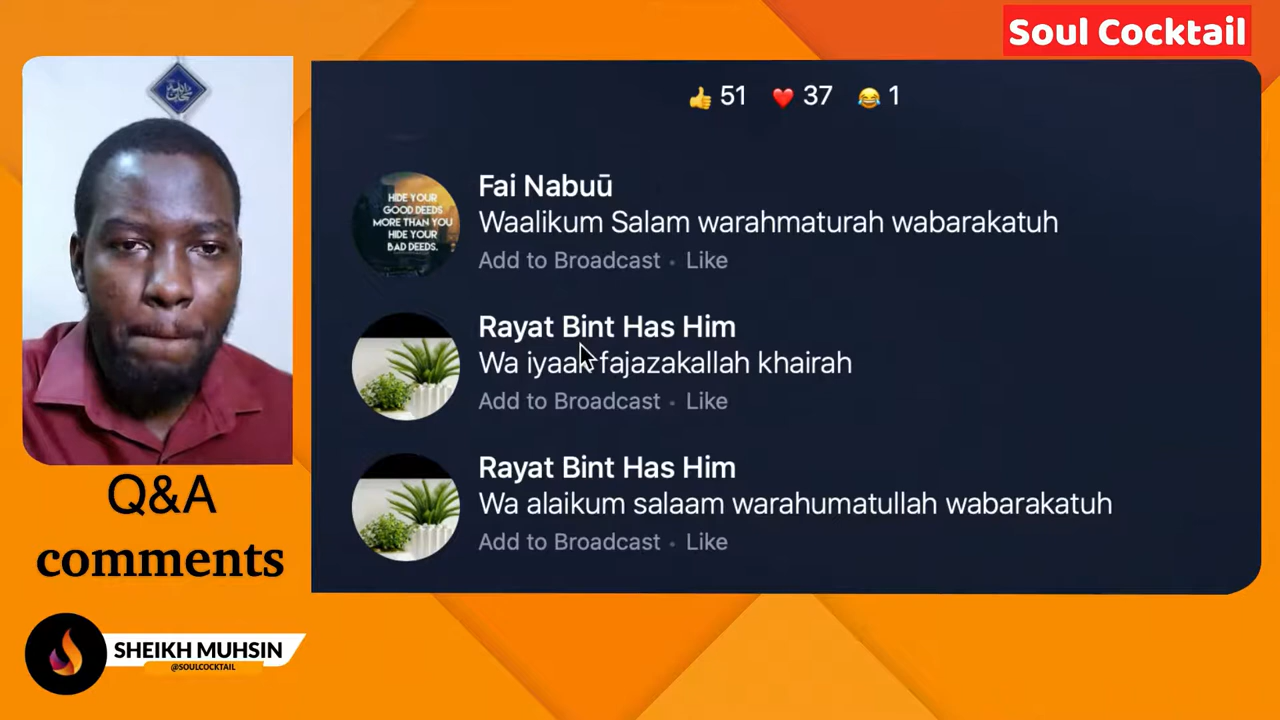 Soul Cocktail
👍 51 ❤️ 37 😂 1
HIDE YOUR
GOOD DEEDS
MORE THAN YOU
HIDE YOUR
BAD DEEDS.
Fai Nabuū
Waalikum Salam warahmaturah wabarakatuh
Add to Broadcast • Like
Rayat Bint Has Him
Wa iyaak fajazakallah khairah
Add to Broadcast • Like
Rayat Bint Has Him
Wa alaikum salaam warahumatullah wabarakatuh
Add to Broadcast • Like
Q&A
comments
SHEIKH MUHSIN
@SOULCOCKTAIL